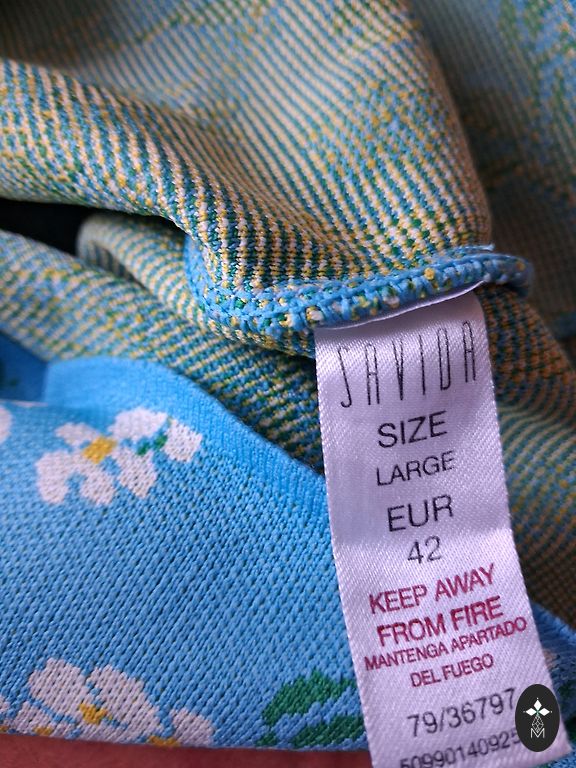 SAVIDA
SIZE
LARGE
EUR
42
KEEP AWAY
FROM FIRE
MANTENGA APARTADO
DEL FUEGO
79/36797
M